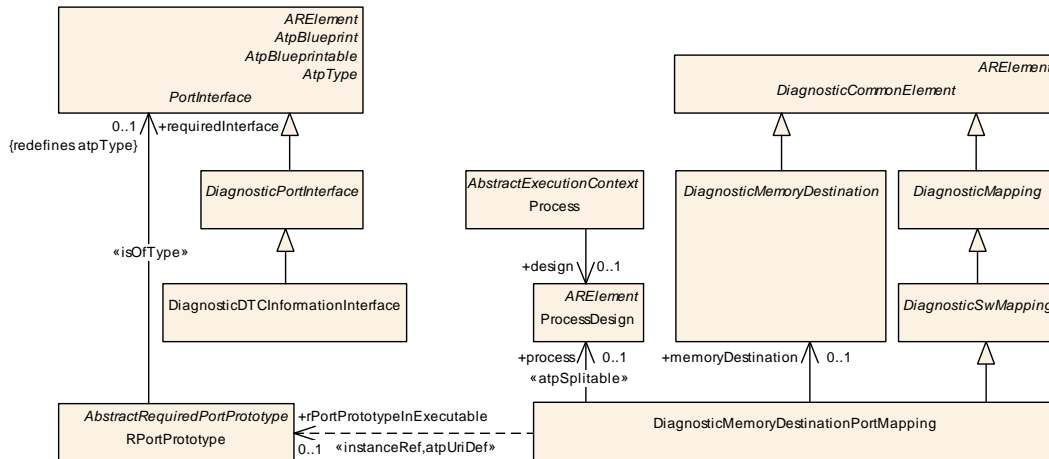 ARElement
AtpBlueprint
AtpBlueprintable
AtpType
PortInterface
ARElement
DiagnosticCommonElement
0..1
+requiredInterface
{redefines atpType}
DiagnosticPortInterface
AbstractExecutionContext
Process
DiagnosticMemoryDestination
DiagnosticMapping
«isOfType»
+design
0..1
DiagnosticDTCInformationInterface
ARElement
ProcessDesign
DiagnosticSwMapping
+process
0..1
«atpSplitable»
+memoryDestination
0..1
AbstractRequiredPortPrototype
RPortPrototype
+rPortPrototypeInExecutable
0..1
«instanceRef,atpUriDef»
DiagnosticMemoryDestinationPortMapping